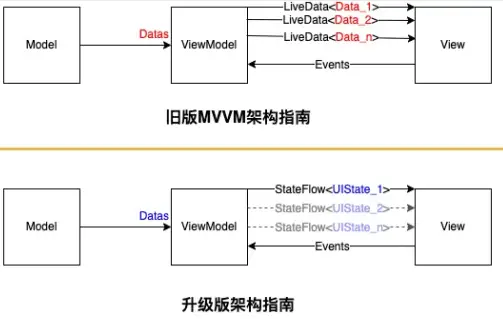 LiveData<Data_1>
LiveData<Data_2>
Datas
LiveData<Data_n>
Model
ViewModel
View
Events
旧版MVVM架构指南
StateFlow<UIState_1>
StateFlow<UIState_2>
Datas
StateFlow<UIState_n>
Model
ViewModel
View
Events
升级版架构指南